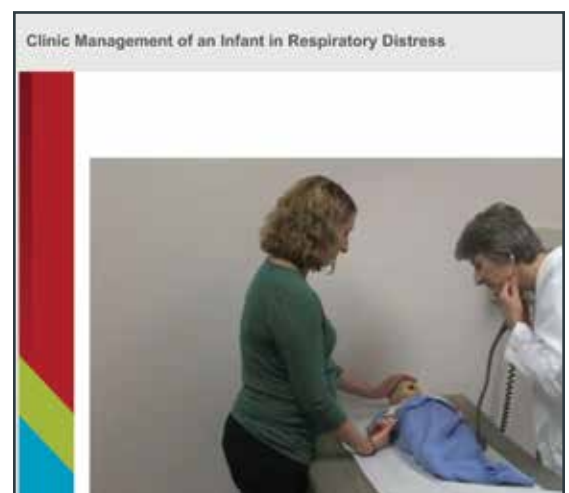 Clinic Management of an Infant in Respiratory Distress